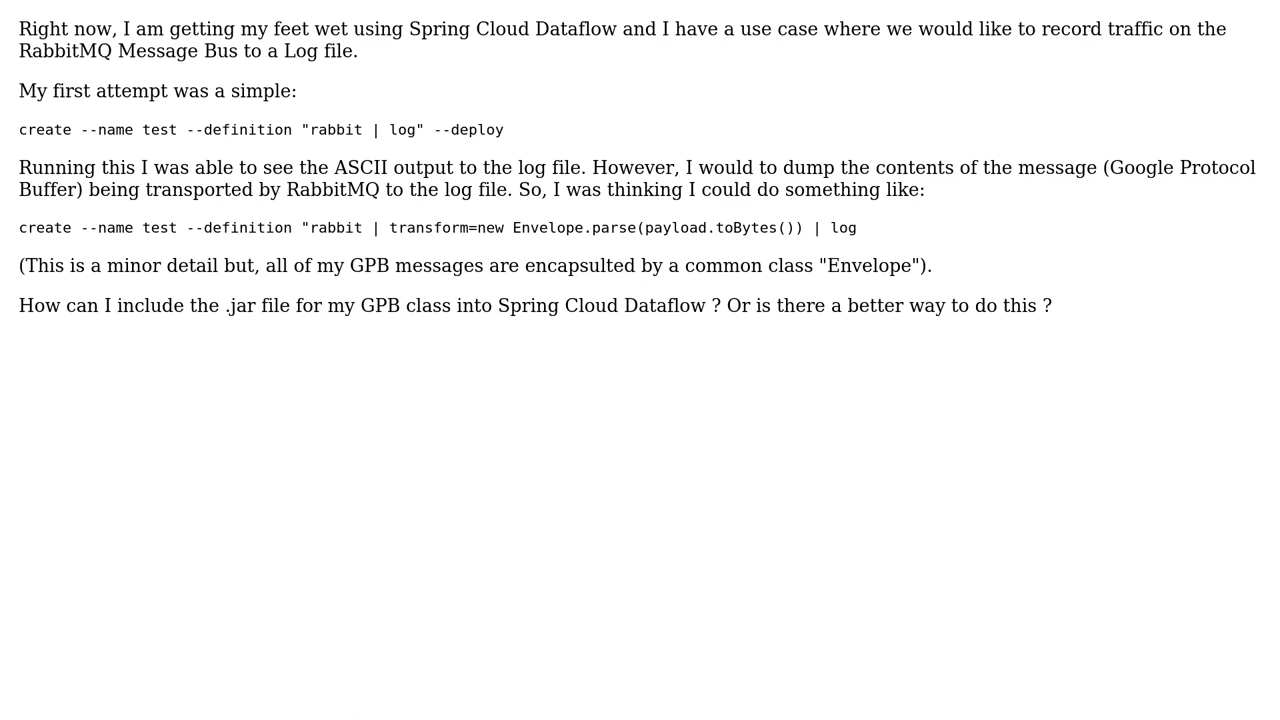 Right now, I am getting my feet wet using Spring Cloud Dataflow and I have a use case where we would like to record traffic on the
RabbitMQ Message Bus to a Log file.
My first attempt was a simple:
create --name test --definition "rabbit | log" --deploy
Running this I was able to see the ASCII output to the log file. However, I would to dump the contents of the message (Google Protocol
Buffer) being transported by RabbitMQ to the log file. So, I was thinking I could do something like:
create --name test --definition "rabbit | transform=new Envelope.parse(payload.toBytes()) | log
(This is a minor detail but, all of my GPB messages are encapsulted by a common class "Envelope").
How can I include the .jar file for my GPB class into Spring Cloud Dataflow ? Or is there a better way to do this ?